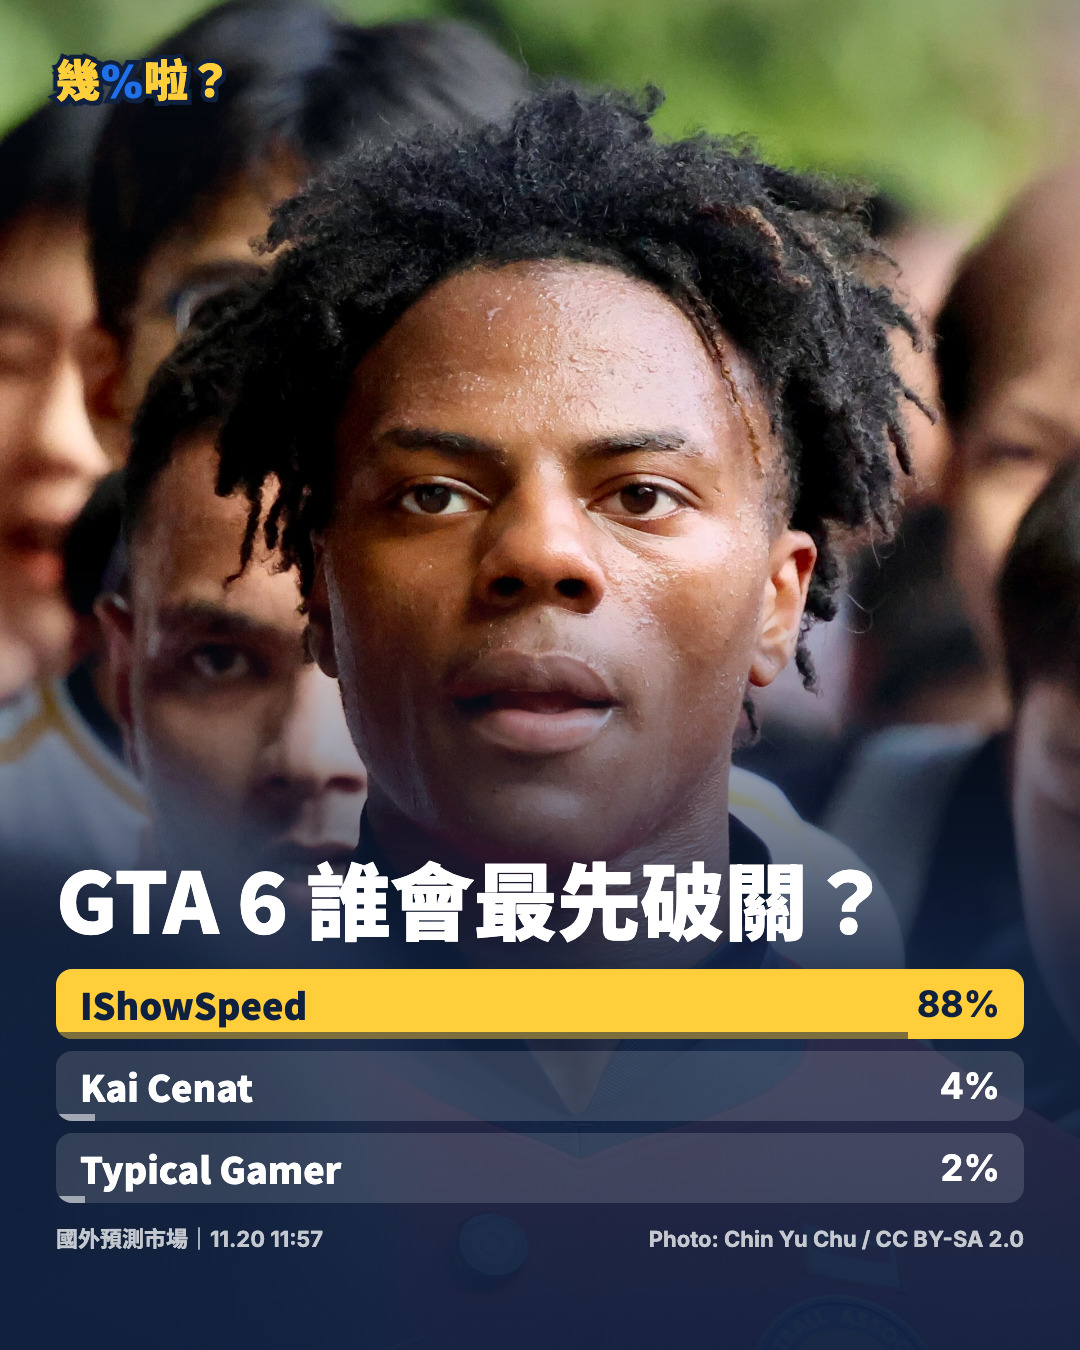 幾%啦？
GTA 6 誰會最先破關？
IShowSpeed 88%
Kai Cenat 4%
Typical Gamer 2%
國外預測市場｜11.20 11:57
Photo: Chin Yu Chu / CC BY-SA 2.0